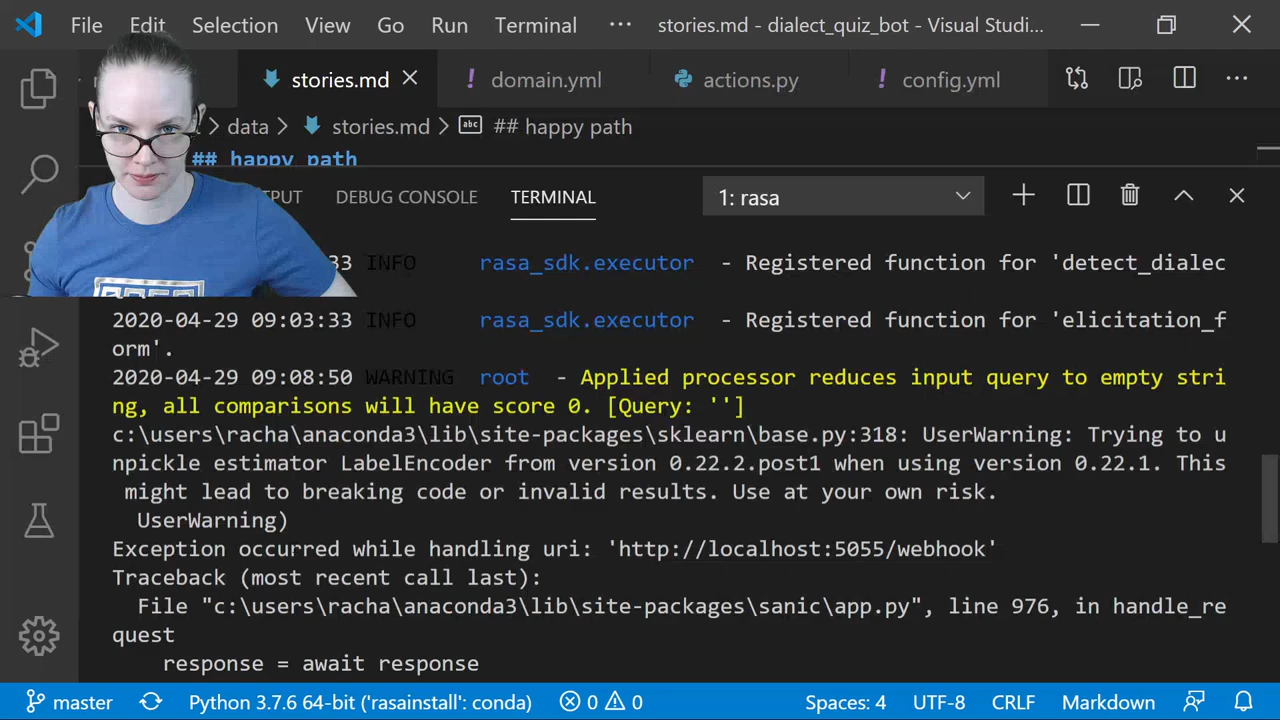 File Edit Selection View Go Run Terminal ··· stories.md - dialect_quiz_bot - Visual Studi...
stories.md domain.yml actions.py config.yml ···
data > stories.md > ## happy path
## happy path
PUT DEBUG CONSOLE TERMINAL 1: rasa
33 INFO rasa_sdk.executor - Registered function for 'detect_dialec
2020-04-29 09:03:33 INFO rasa_sdk.executor - Registered function for 'elicitation_f
orm'.
2020-04-29 09:08:50 WARNING root - Applied processor reduces input query to empty stri
ng, all comparisons will have score 0. [Query: '']
c:\users\racha\anaconda3\lib\site-packages\sklearn\base.py:318: UserWarning: Trying to u
npickle estimator LabelEncoder from version 0.22.2.post1 when using version 0.22.1. This
might lead to breaking code or invalid results. Use at your own risk.
UserWarning)
Exception occurred while handling uri: 'http://localhost:5055/webhook'
Traceback (most recent call last):
File "c:\users\racha\anaconda3\lib\site-packages\sanic\app.py", line 976, in handle_re
quest
response = await response
master Python 3.7.6 64-bit ('rasainstall': conda) 0 0 Spaces: 4 UTF-8 CRLF Markdown